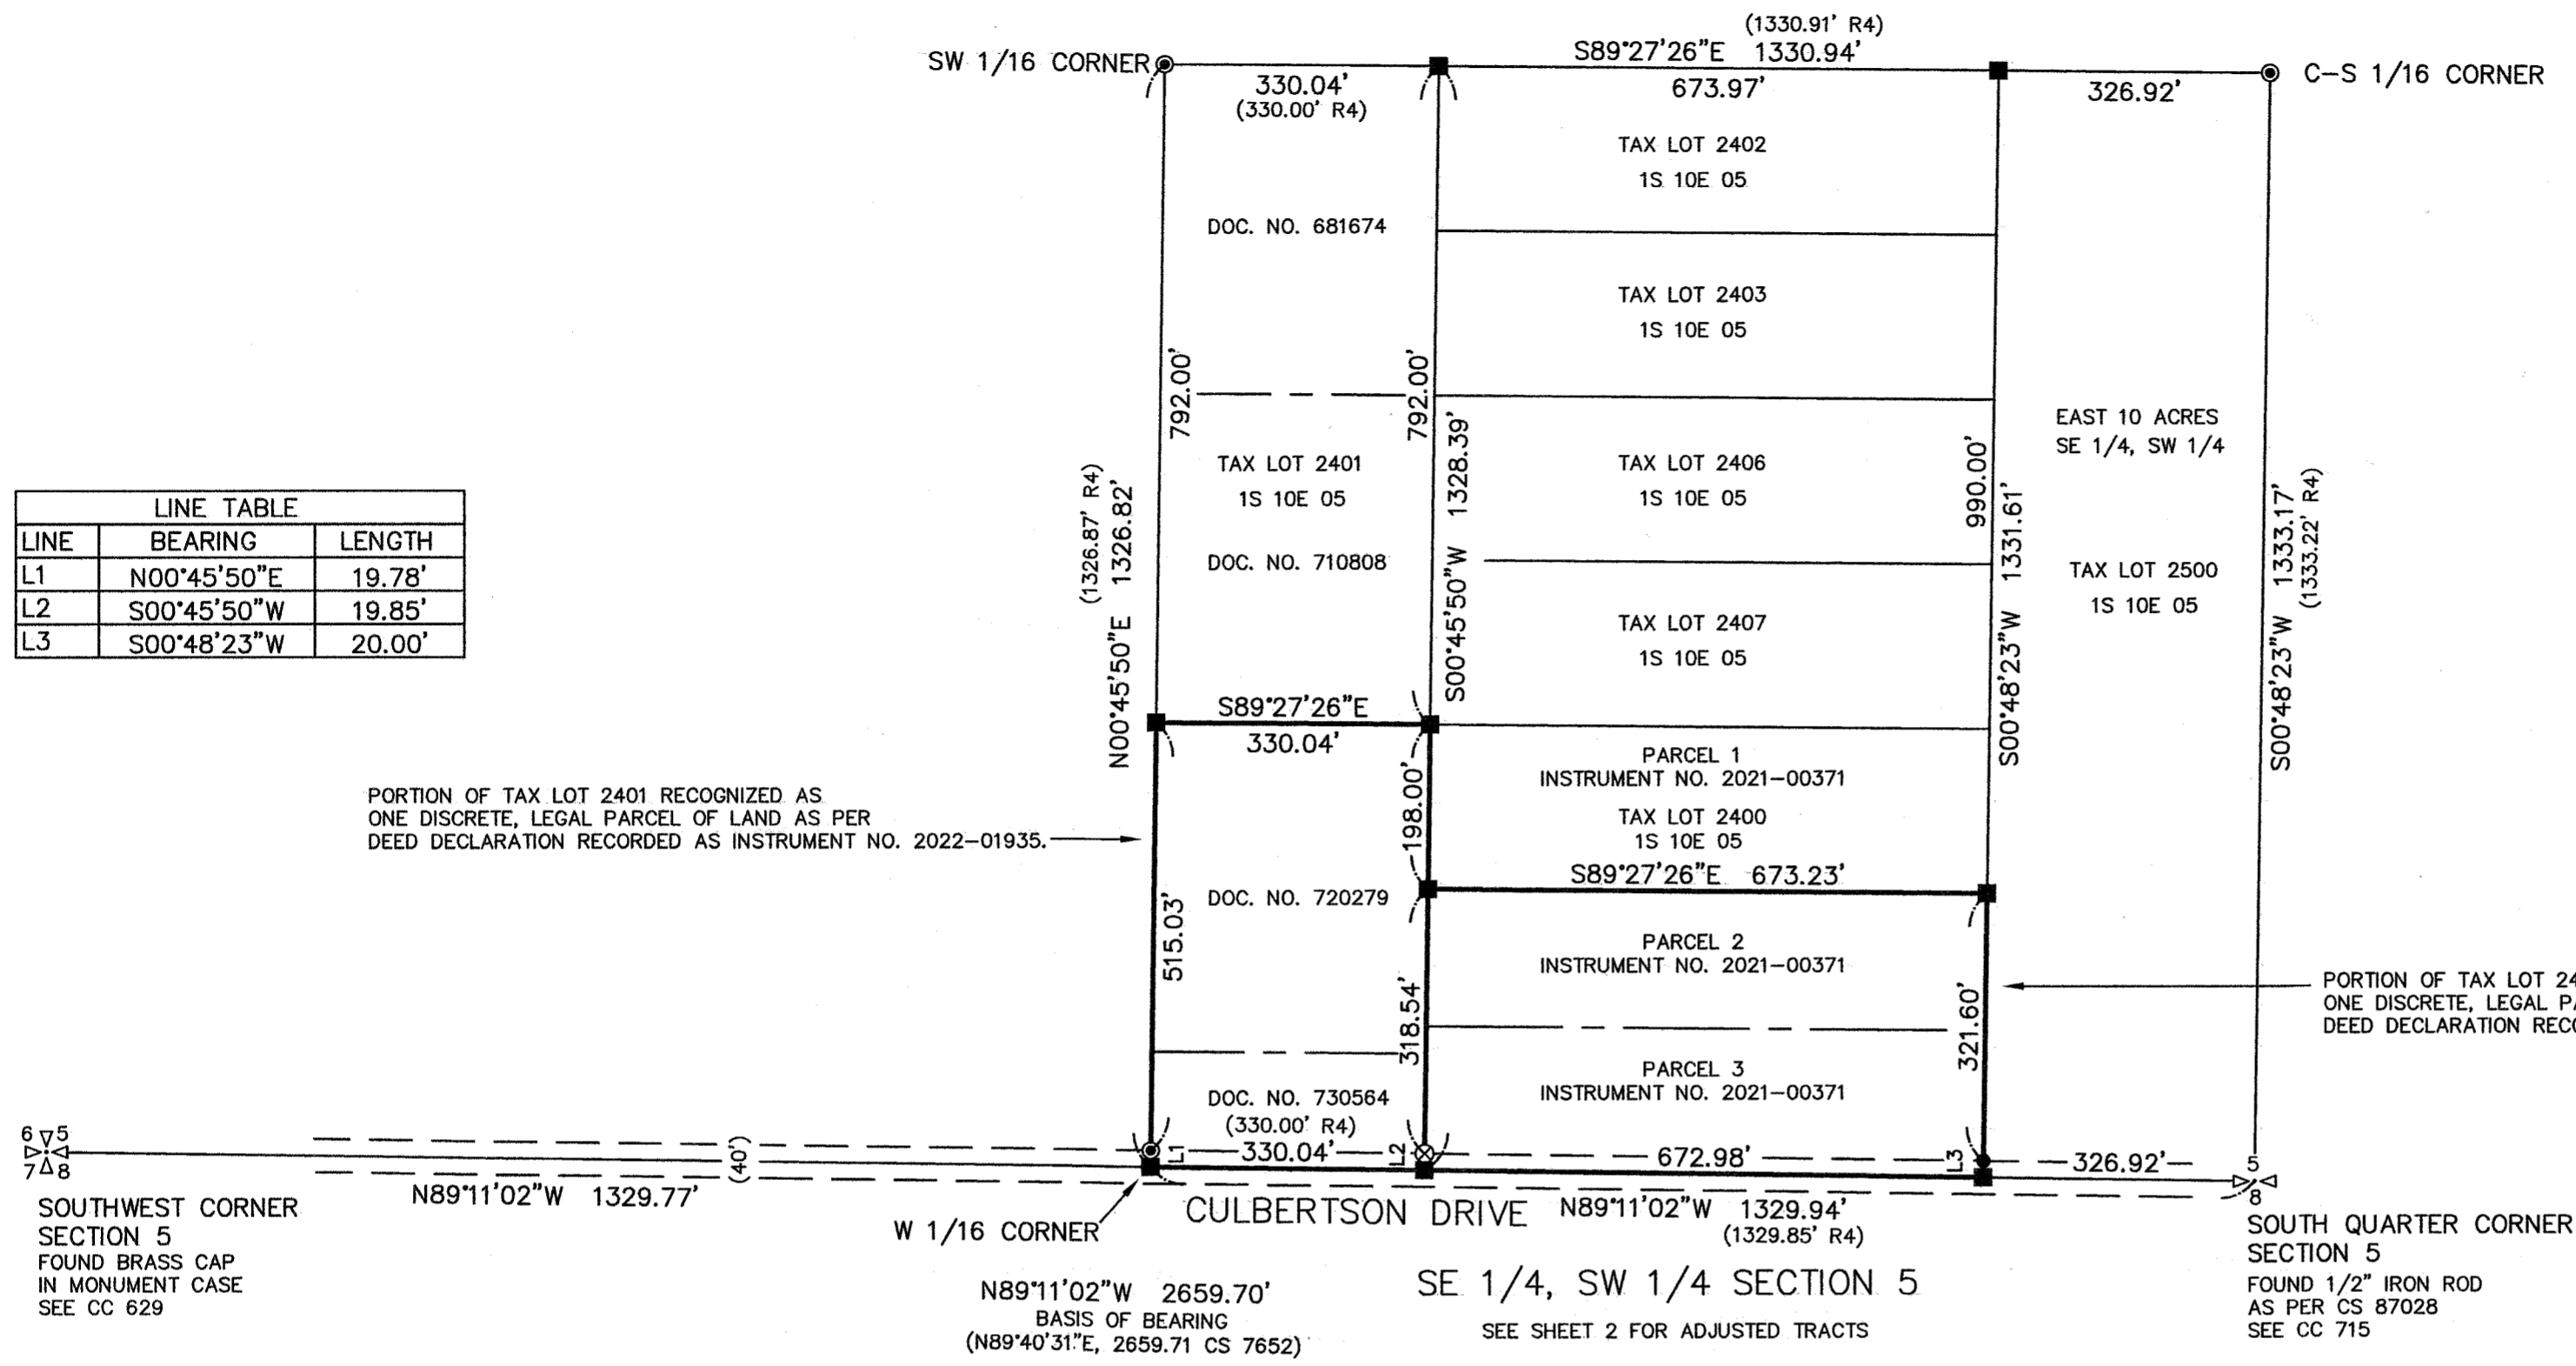 (1330.91' R4)
S89°27'26"E 1330.94'
SW 1/16 CORNER
C-S 1/16 CORNER
330.04'
(330.00' R4)
673.97'
326.92'
TAX LOT 2402
1S 10E 05
DOC. NO. 681674
TAX LOT 2403
1S 10E 05
792.00'
792.00'
1328.39'
S00°45'50"W
990.00'
S00°48'23"W 1331.61'
EAST 10 ACRES
SE 1/4, SW 1/4
TAX LOT 2401
1S 10E 05
TAX LOT 2406
1S 10E 05
(1326.87' R4)
N00°45'50"E 1326.82'
S00°48'23"W 1333.17'
(1333.22' R4)
LINE TABLE
LINE BEARING LENGTH
L1 N00°45'50"E 19.78'
L2 S00°45'50"W 19.85'
L3 S00°48'23"W 20.00'
DOC. NO. 710808
TAX LOT 2500
1S 10E 05
TAX LOT 2407
1S 10E 05
S89°27'26"E
330.04'
PARCEL 1
INSTRUMENT NO. 2021-00371
TAX LOT 2400
1S 10E 05
198.00'
PORTION OF TAX LOT 2401 RECOGNIZED AS
ONE DISCRETE, LEGAL PARCEL OF LAND AS PER
DEED DECLARATION RECORDED AS INSTRUMENT NO. 2022-01935.
S89°27'26"E 673.23'
DOC. NO. 720279
515.03'
318.54'
321.60'
PARCEL 2
INSTRUMENT NO. 2021-00371
PORTION OF TAX LOT 24
ONE DISCRETE, LEGAL P
DEED DECLARATION REC
PARCEL 3
INSTRUMENT NO. 2021-00371
DOC. NO. 730564
(330.00' R4)
330.04'
L1
L2
L3
672.98'
326.92'
6 5
7 8
(40')
5
8
N89°11'02"W 1329.77'
SOUTHWEST CORNER
SECTION 5
FOUND BRASS CAP
IN MONUMENT CASE
SEE CC 629
W 1/16 CORNER
CULBERTSON DRIVE
N89°11'02"W 1329.94'
(1329.85' R4)
SOUTH QUARTER CORNER
SECTION 5
FOUND 1/2" IRON ROD
AS PER CS 87028
SEE CC 715
N89°11'02"W 2659.70'
BASIS OF BEARING
(N89°40'31"E, 2659.71 CS 7652)
SE 1/4, SW 1/4 SECTION 5
SEE SHEET 2 FOR ADJUSTED TRACTS